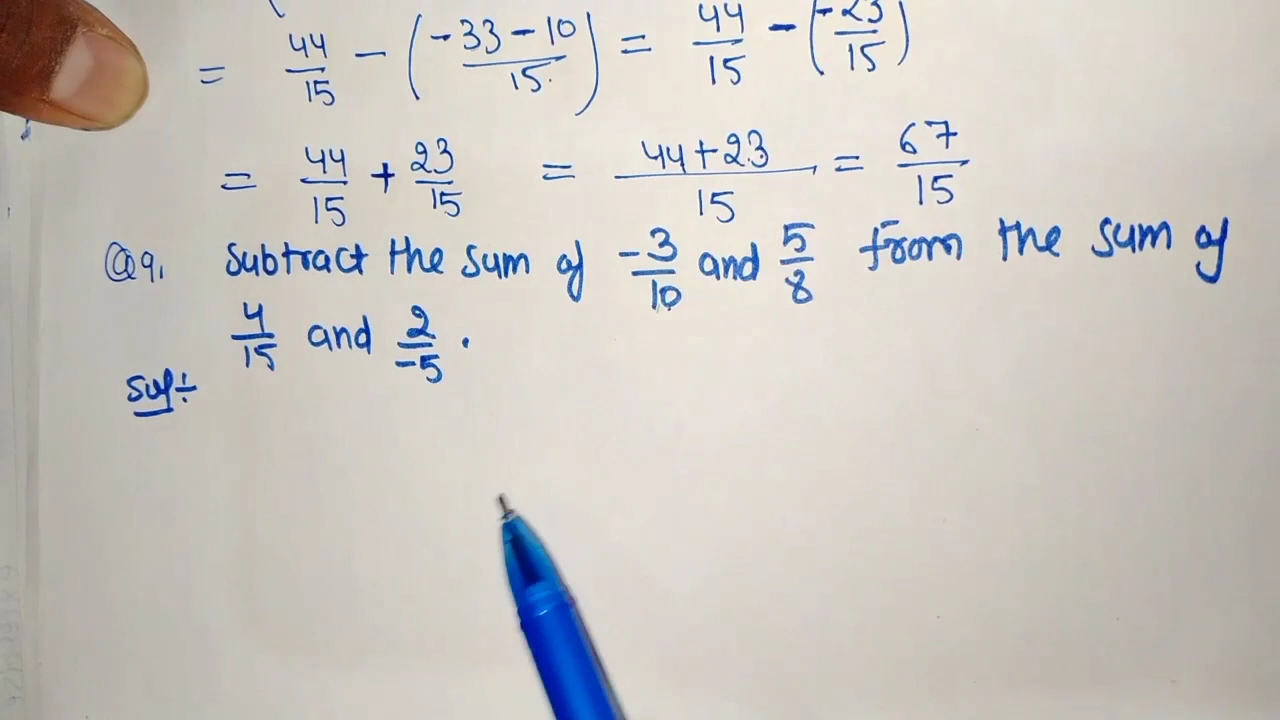 = 44/15 - (-33-10/15) = 44/15 - (-23/15)
= 44/15 + 23/15 = 44+23/15 = 67/15
Q9. Subtract the sum of -3/10 and 5/8 from the sum of
4/15 and 2/-5.
Sol:-